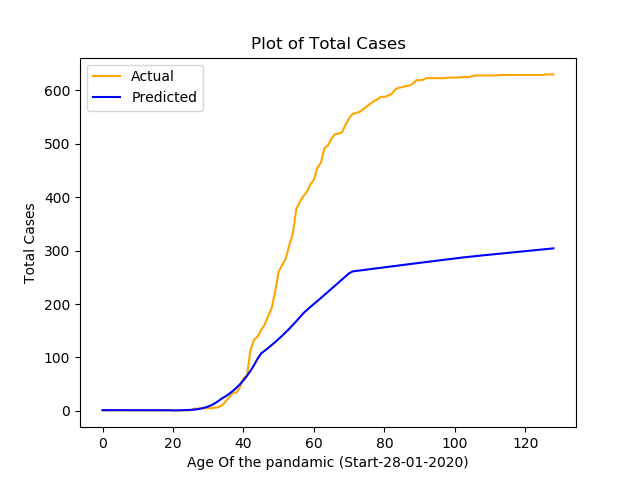 Plot of Total Cases
Actual
Predicted
600
500
400
300
200
100
0
Total Cases
0 20 40 60 80 100 120
Age Of the pandamic (Start-28-01-2020)